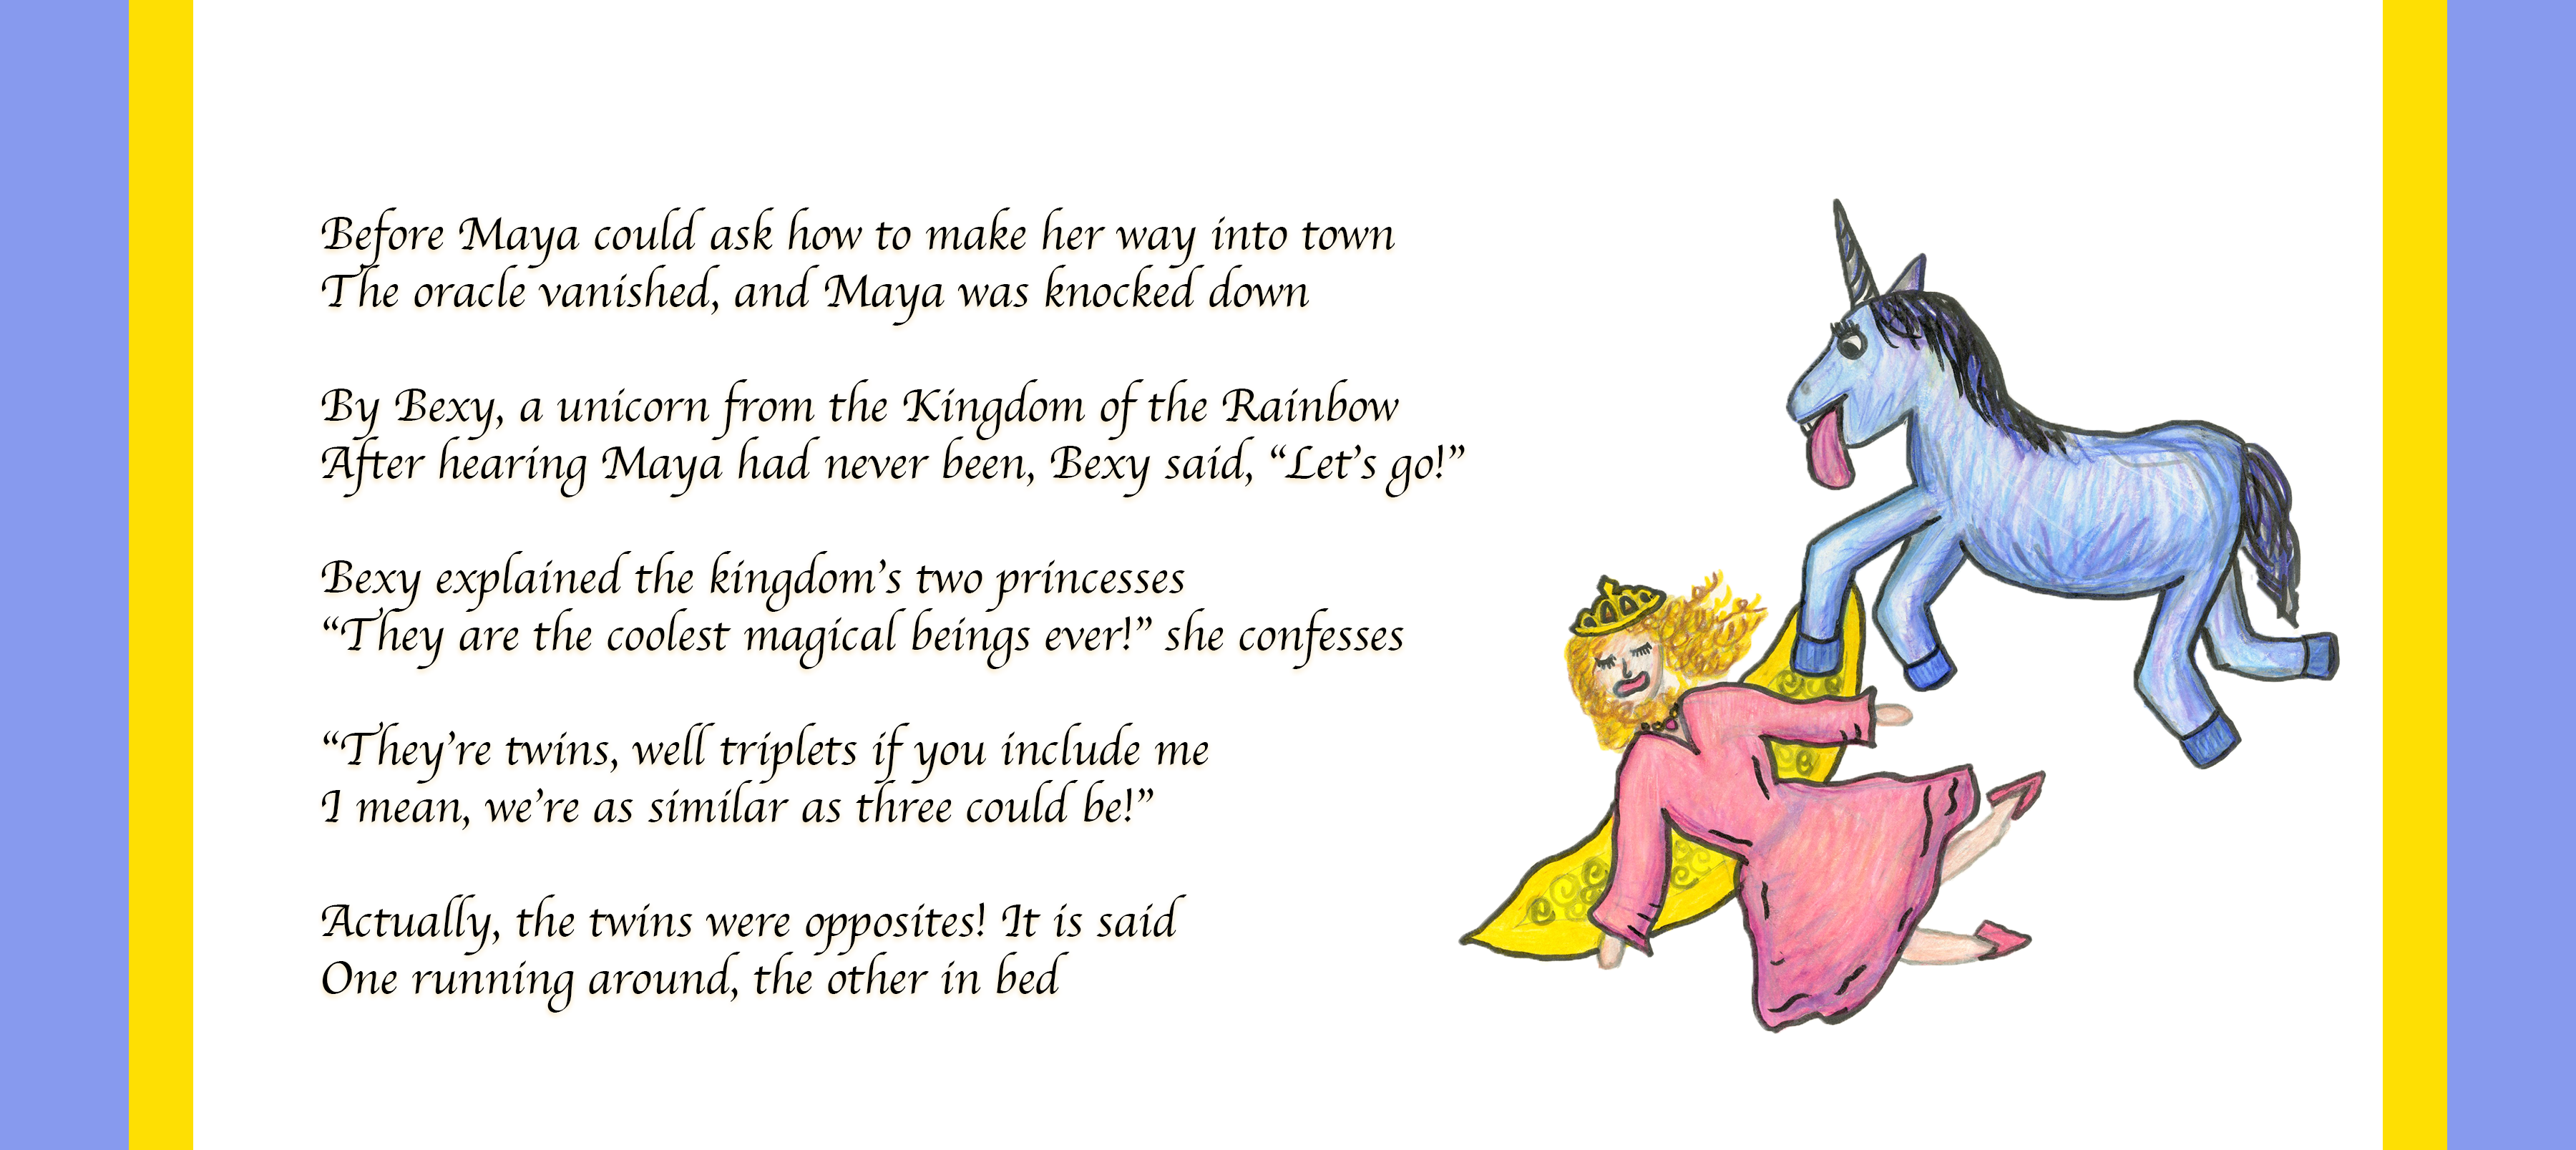 Before Maya could ask how to make her way into town
The oracle vanished, and Maya was knocked down
By Bexy, a unicorn from the Kingdom of the Rainbow
After hearing Maya had never been, Bexy said, “Let’s go!”
Bexy explained the kingdom’s two princesses
“They are the coolest magical beings ever!” she confesses
“They’re twins, well triplets if you include me
I mean, we’re as similar as three could be!”
Actually, the twins were opposites! It is said
One running around, the other in bed